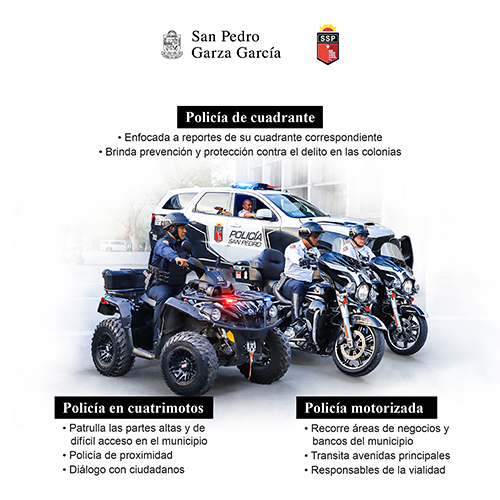 San Pedro
Garza García
SSP
Policía de cuadrante
• Enfocada a reportes de su cuadrante correspondiente
• Brinda prevención y protección contra el delito en las colonias
POLICÍA
SAN PEDRO
Policía en cuatrimotos
• Patrulla las partes altas y de
difícil acceso en el municipio
• Policía de proximidad
• Diálogo con ciudadanos
Policía motorizada
• Recorre áreas de negocios y
bancos del municipio
• Transita avenidas principales
• Responsables de la vialidad